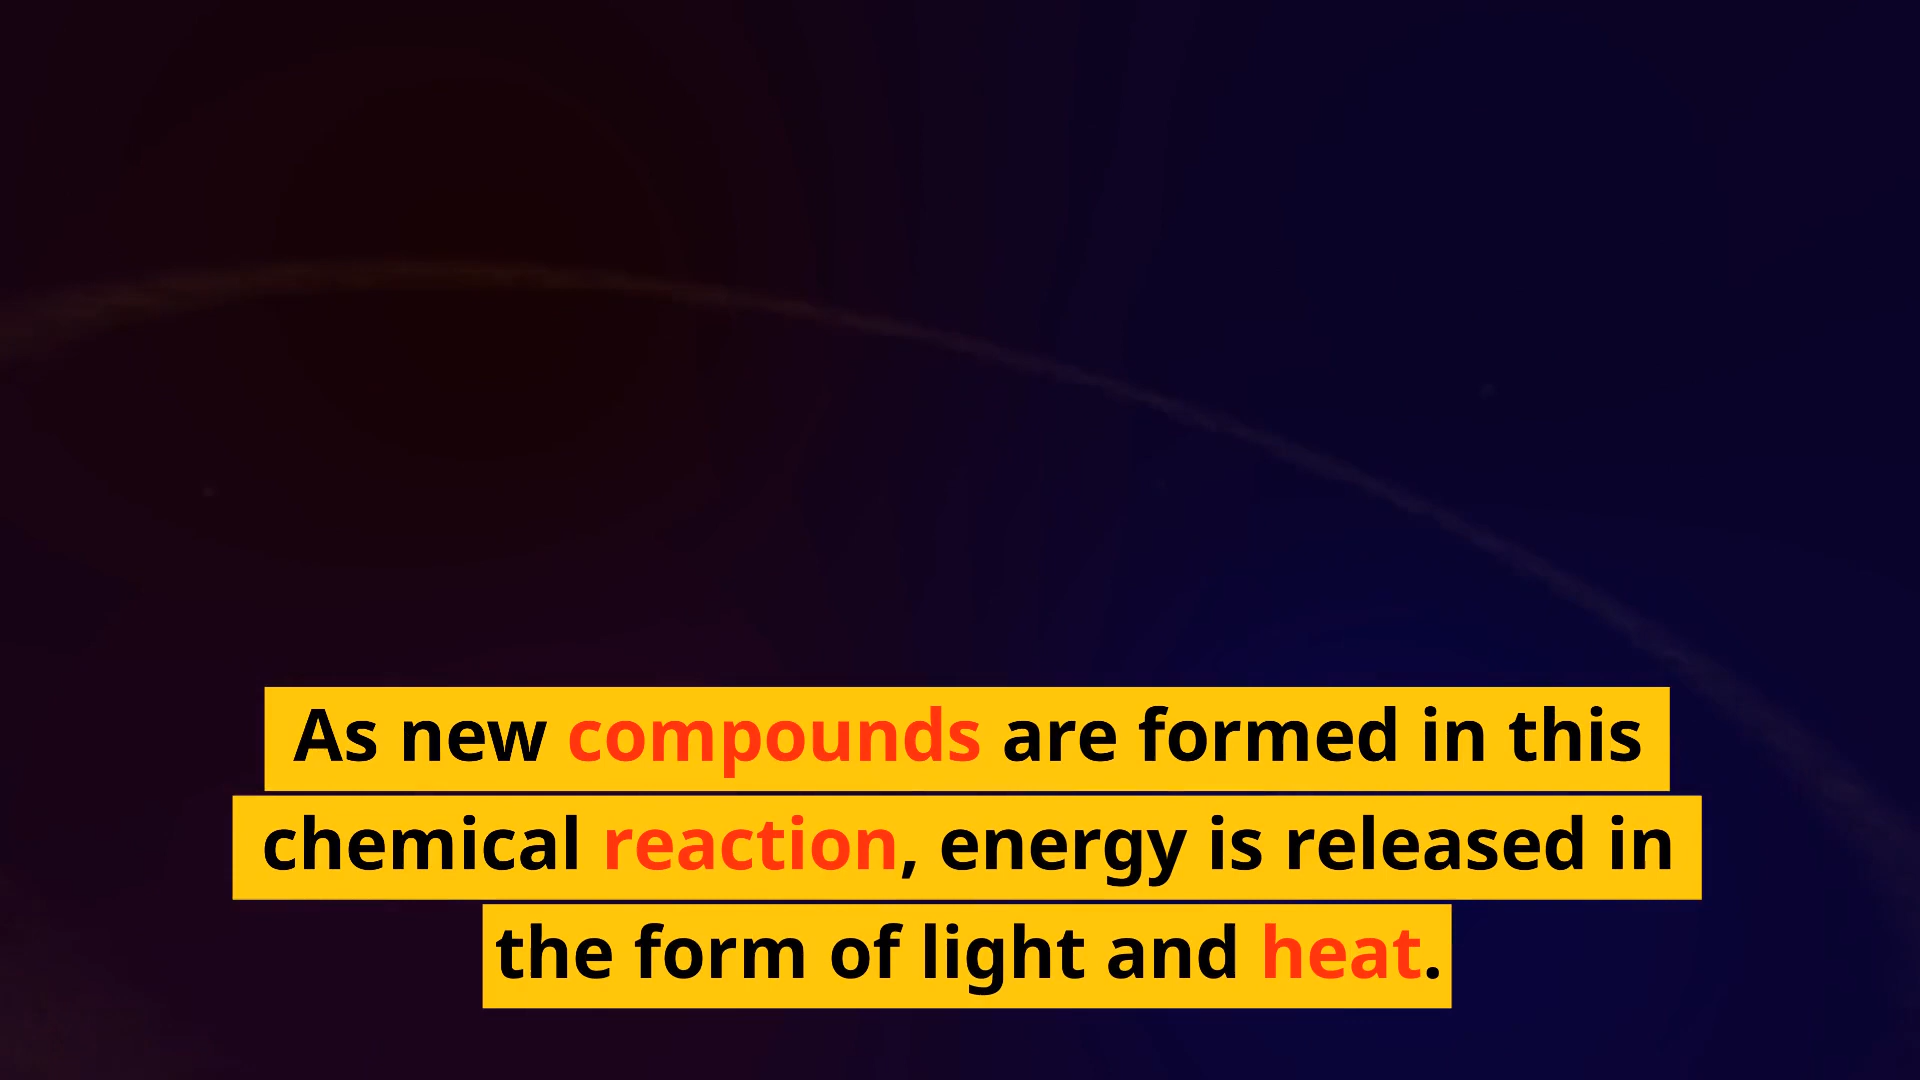 As new compounds are formed in this
chemical reaction, energy is released in
the form of light and heat.